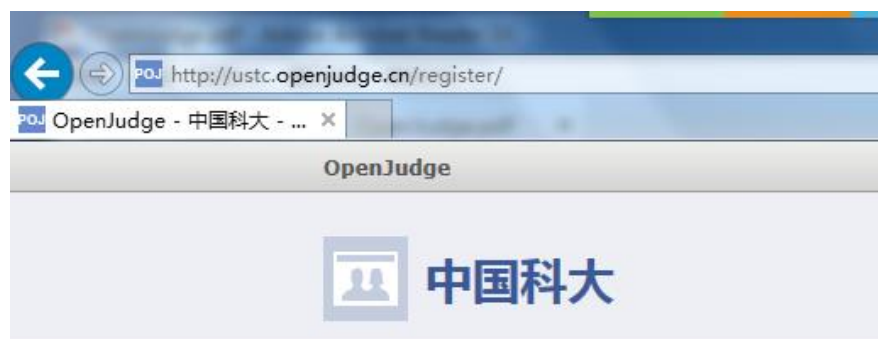 POJ http://ustc.openjudge.cn/register/
POJ OpenJudge - 中国科大 - ... ×
OpenJudge
中国科大